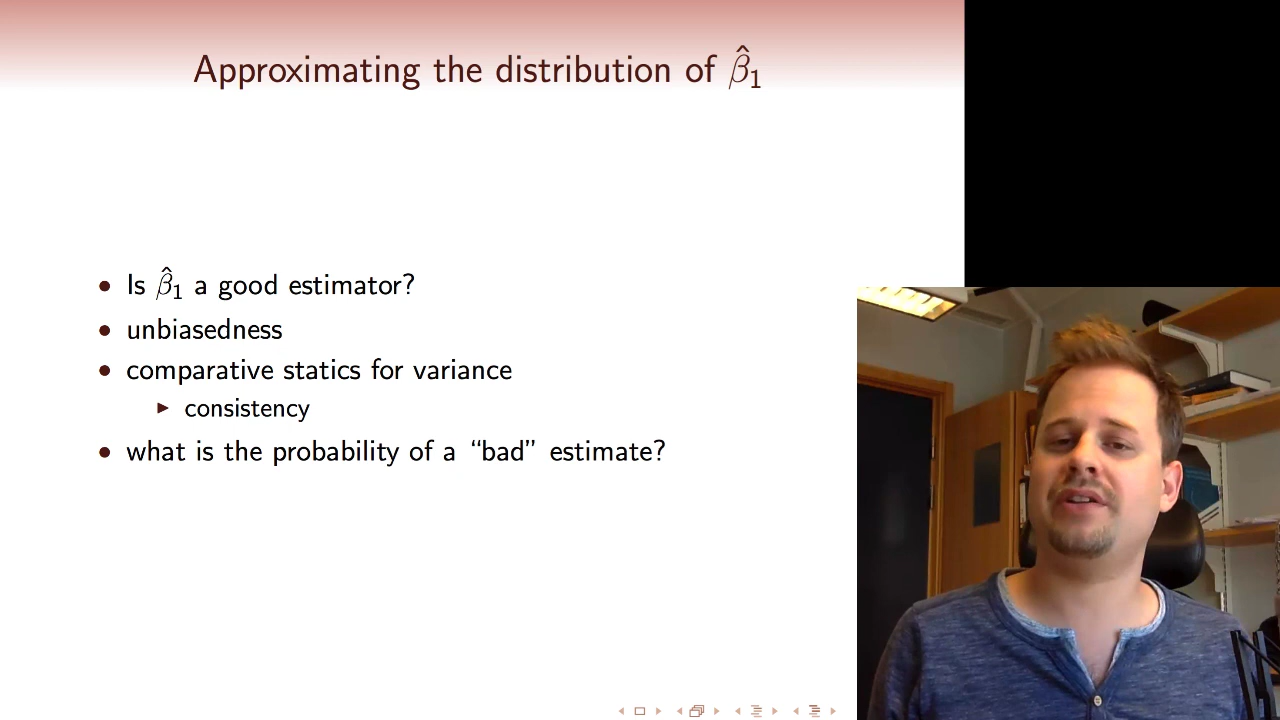 Approximating the distribution of β̂₁
• Is β̂₁ a good estimator?
• unbiasedness
• comparative statics for variance
▶ consistency
• what is the probability of a “bad” estimate?